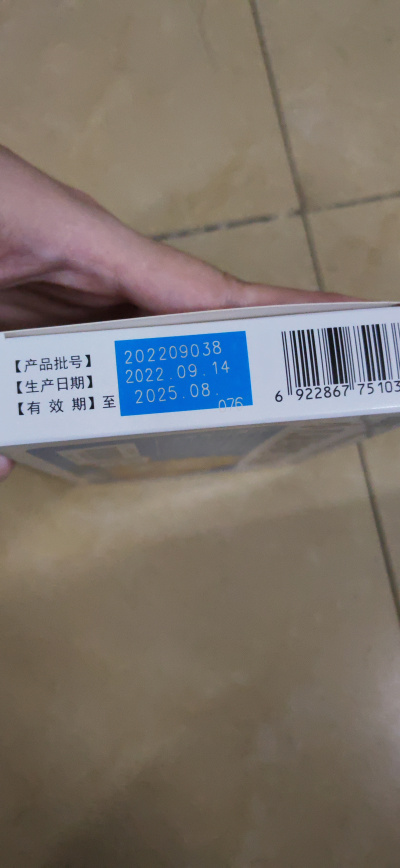 【产品批号】 202209038
【生产日期】 2022.09.14
【有 效 期】至 2025.08.
076
6 922867 75103